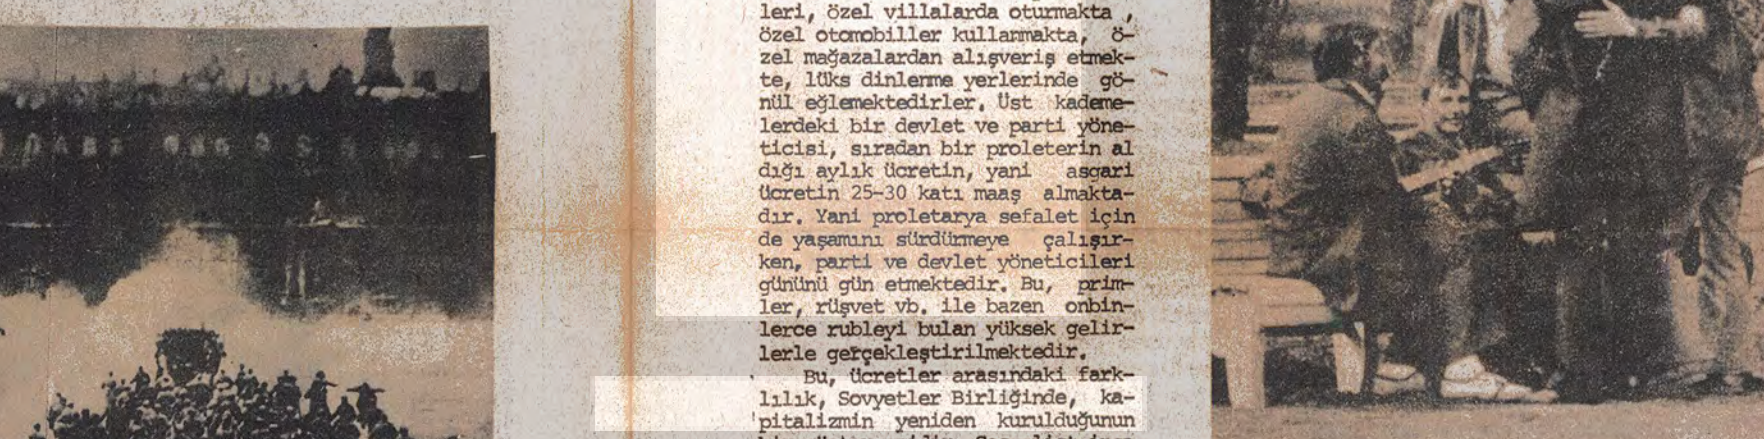 leri, özel villalarda oturmakta ,
özel otomobiller kullanmakta, ö-
zel mağazalardan alışveriş etmek-
te, lüks dinlenme yerlerinde gö-
nül eğlemektedirler. Üst kademe-
lerdeki bir devlet ve parti yöne-
ticisi, sıradan bir proleterin al
dığı aylık ücretin, yani asgari
ücretin 25-30 katı maaş almakta-
dır. Yani proletarya sefalet için
de yaşamını sürdürmeye çalışır-
ken, parti ve devlet yöneticileri
gününü gün etmektedir. Bu, prim-
ler, rüşvet vb. ile bazen onbin-
lerce rubleyi bulan yüksek gelir-
lerle gerçekleştirilmektedir.
Bu, ücretler arasındaki fark-
lılık, Sovyetler Birliğinde, ka-
pitalizmin yeniden kurulduğunun